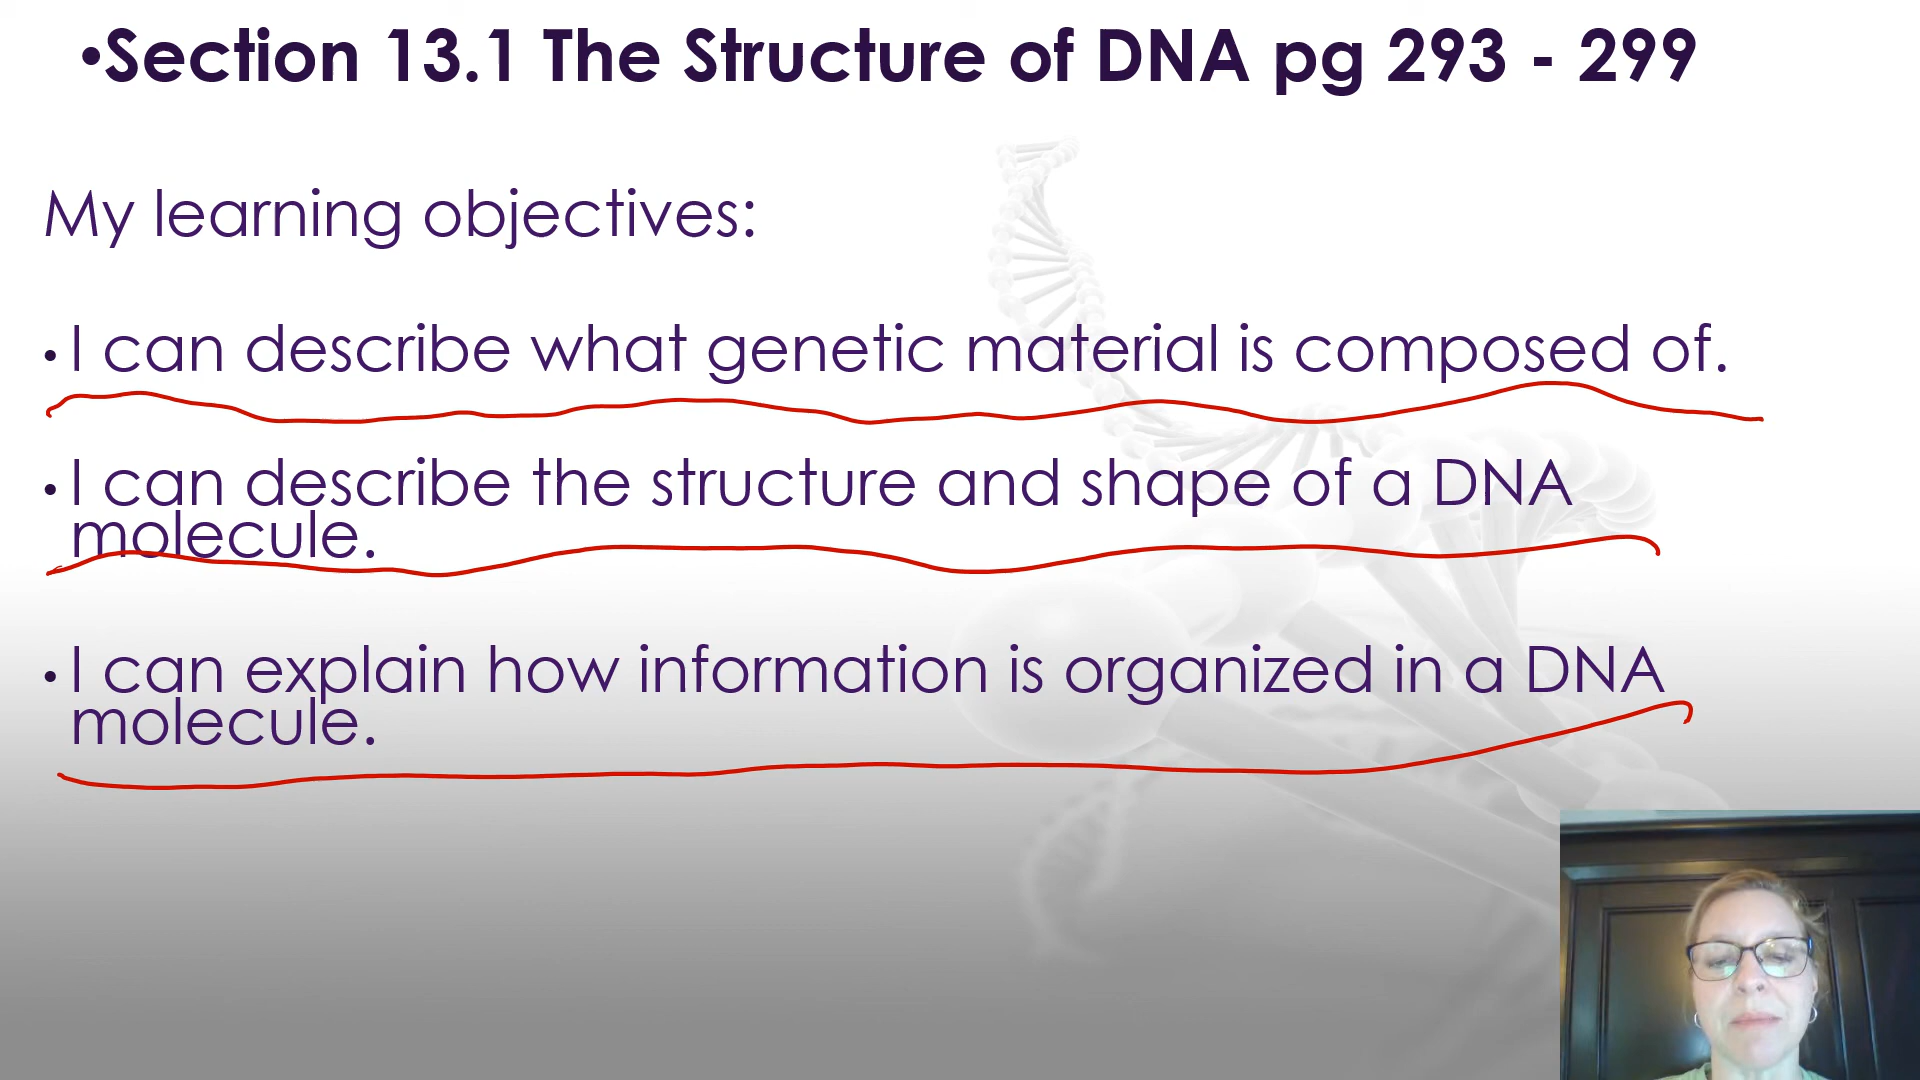 •Section 13.1 The Structure of DNA pg 293 - 299
My learning objectives:
• I can describe what genetic material is composed of.
• I can describe the structure and shape of a DNA
molecule.
• I can explain how information is organized in a DNA
molecule.